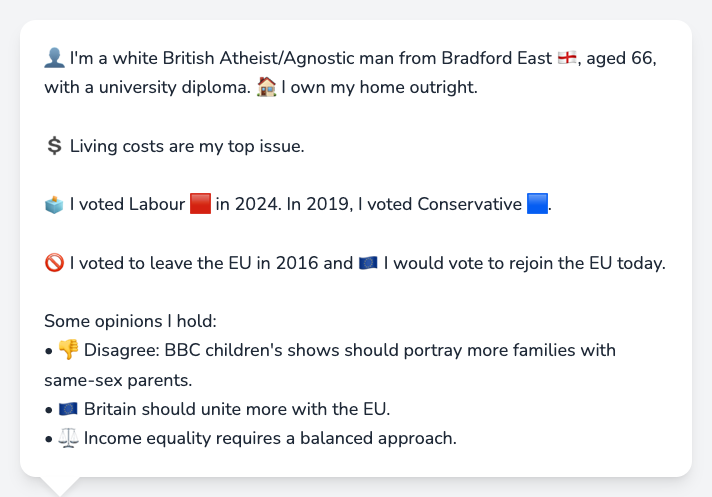 👤 I'm a white British Atheist/Agnostic man from Bradford East 🏴󠁧󠁢󠁥󠁮󠁧󠁿, aged 66,
with a university diploma. 🏠 I own my home outright.
💲 Living costs are my top issue.
🗳️ I voted Labour 🟥 in 2024. In 2019, I voted Conservative 🟦.
🚫 I voted to leave the EU in 2016 and 🇪🇺 I would vote to rejoin the EU today.
Some opinions I hold:
• 👎 Disagree: BBC children's shows should portray more families with
same-sex parents.
• 🇪🇺 Britain should unite more with the EU.
• ⚖️ Income equality requires a balanced approach.